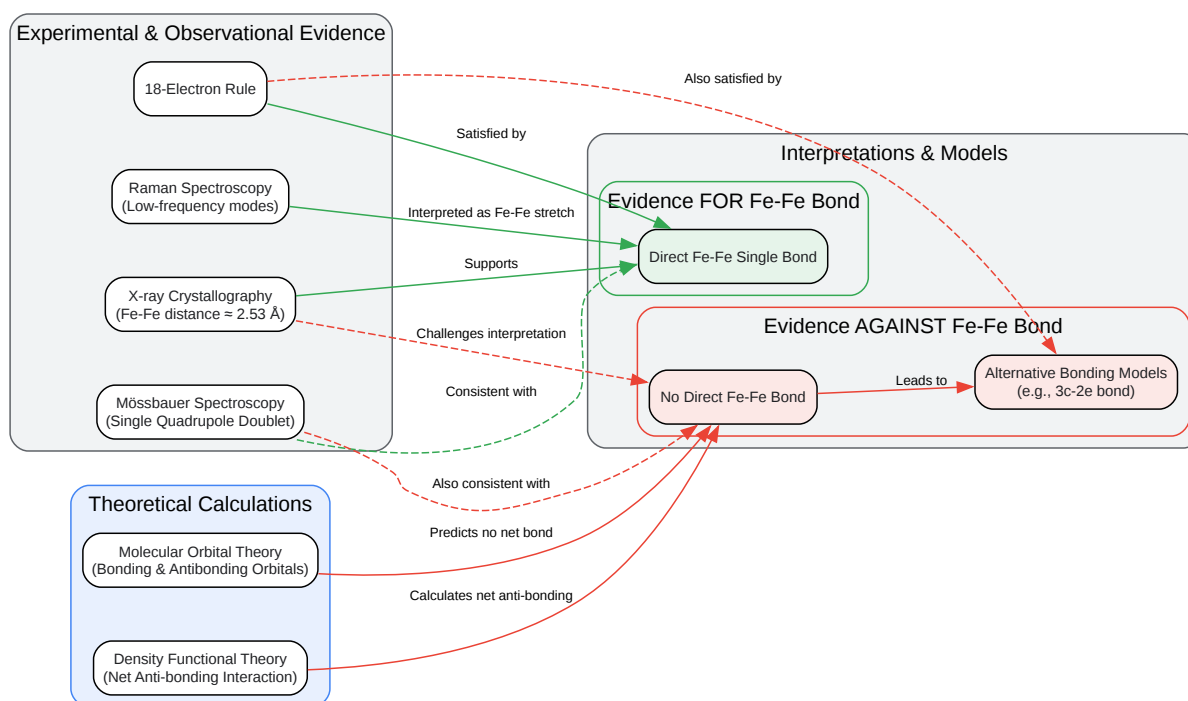 Experimental & Observational Evidence
18-Electron Rule
Raman Spectroscopy
(Low-frequency modes)
X-ray Crystallography
(Fe-Fe distance ≈ 2.53 Å)
Mössbauer Spectroscopy
(Single Quadrupole Doublet)
Theoretical Calculations
Molecular Orbital Theory
(Bonding & Antibonding Orbitals)
Density Functional Theory
(Net Anti-bonding Interaction)
Also satisfied by
Satisfied by
Interpreted as Fe-Fe stretch
Supports
Challenges interpretation
Consistent with
Also consistent with
Predicts no net bond
Calculates net anti-bonding
Interpretations & Models
Evidence FOR Fe-Fe Bond
Direct Fe-Fe Single Bond
Evidence AGAINST Fe-Fe Bond
No Direct Fe-Fe Bond
Leads to
Alternative Bonding Models
(e.g., 3c-2e bond)